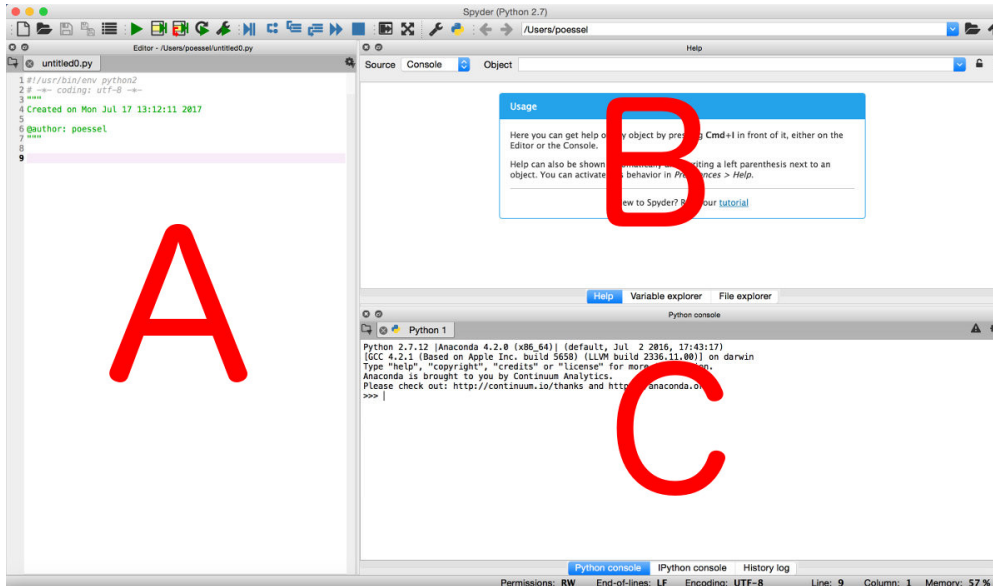 Spyder (Python 2.7)
/Users/poessel
Editor - /Users/poessel/untitled0.py
untitled0.py
1 #!/usr/bin/env python2
2 # -*- coding: utf-8 -*-
3 """
4 Created on Mon Jul 17 13:12:11 2017
5
6 @author: poessel
7 """
8
9
A
Help
Source Console Object
Usage
Here you can get help o y object by pres g Cmd+I in front of it, either on the
Editor or the Console.
Help can also be shown writing a left parenthesis next to an
object. You can activate behavior in Pre nces > Help.
to Spyder? our tutorial
B
Help Variable explorer File explorer
Python console
Python 1
Python 2.7.12 |Anaconda 4.2.0 (x86_64)| (default, Jul 2 2016, 17:43:17)
[GCC 4.2.1 (Based on Apple Inc. build 5658) (LLVM build 2336.11.00)] on darwin
Type "help", "copyright", "credits" or "license" for more
Anaconda is brought to you by Continuum Analytics.
Please check out: http://continuum.io/thanks and
>>>
C
Python console IPython console History log
Permissions: RW End-of-lines: LF Encoding: UTF-8 Line: 9 Column: 1 Memory: 57 %